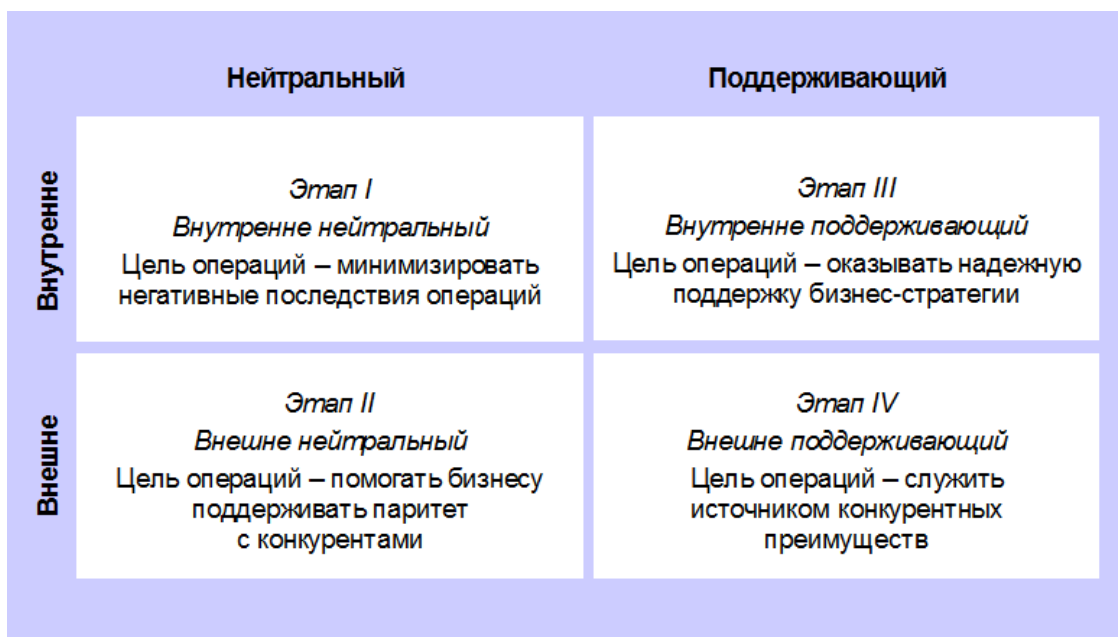 Нейтральный
Поддерживающий
Внутренне
Этап I
Внутренне нейтральный
Цель операций – минимизировать
негативные последствия операций
Этап III
Внутренне поддерживающий
Цель операций – оказывать надежную
поддержку бизнес-стратегии
Внешне
Этап II
Внешне нейтральный
Цель операций – помогать бизнесу
поддерживать паритет
с конкурентами
Этап IV
Внешне поддерживающий
Цель операций – служить
источником конкурентных
преимуществ